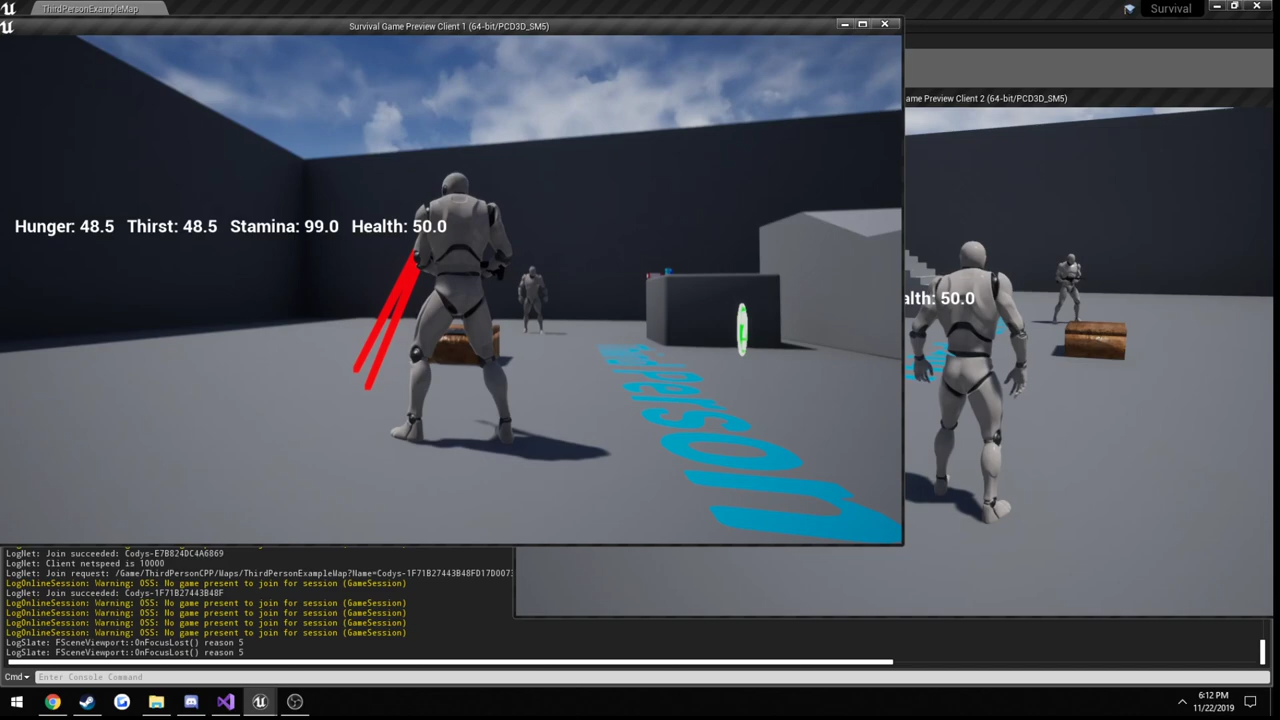 ThirdPersonExampleMap
Survival
Survival Game Preview Client 1 (64-bit/PCD3D_SM5)
ame Preview Client 2 (64-bit/PCD3D_SM5)
Hunger: 48.5 Thirst: 48.5 Stamina: 99.0 Health: 50.0
alth: 50.0
Person
LogNet: Join succeeded: Codys-E7B824DC4A6869
LogNet: Client netspeed is 10000
LogNet: Join request: /Game/ThirdPersonCPP/Maps/ThirdPersonExampleMap?Name=Codys-1F71B27443B48FD17D0073
LogOnlineSession: Warning: OSS: No game present to join for session (GameSession)
LogNet: Join succeeded: Codys-1F71B27443B48F
LogOnlineSession: Warning: OSS: No game present to join for session (GameSession)
LogOnlineSession: Warning: OSS: No game present to join for session (GameSession)
LogOnlineSession: Warning: OSS: No game present to join for session (GameSession)
LogOnlineSession: Warning: OSS: No game present to join for session (GameSession)
LogSlate: FSceneViewport::OnFocusLost() reason 5
LogSlate: FSceneViewport::OnFocusLost() reason 5
Cmd
Enter Console Command
6:12 PM
11/22/2019